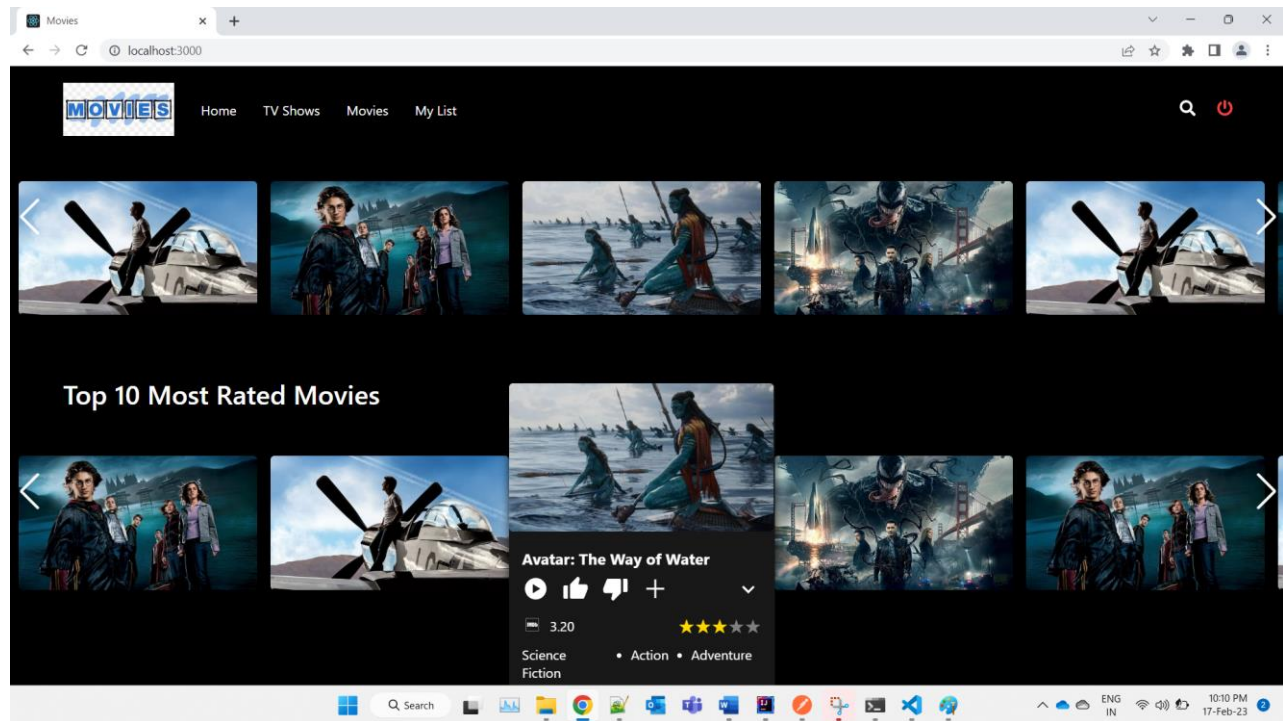 Movies
localhost:3000
MOVIES
Home TV Shows Movies My List
Top 10 Most Rated Movies
Avatar: The Way of Water
3.20
Science Fiction • Action • Adventure
Search
ENG
IN
10:10 PM
17-Feb-23
2